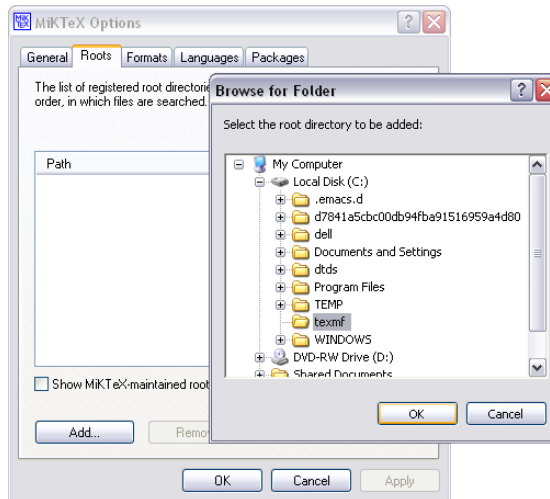 MiKTeX Options
General Roots Formats Languages Packages
The list of registered root directorie
order, in which files are searched.
Path
Show MiKTeX-maintained root
Add... Remov
OK Cancel Apply
Browse for Folder
Select the root directory to be added:
My Computer
Local Disk (C:)
.emacs.d
d7841a5cbc00db94fba91516959a4d80
dell
Documents and Settings
dtds
Program Files
TEMP
texmf
WINDOWS
DVD-RW Drive (D:)
Shared Documents
OK Cancel